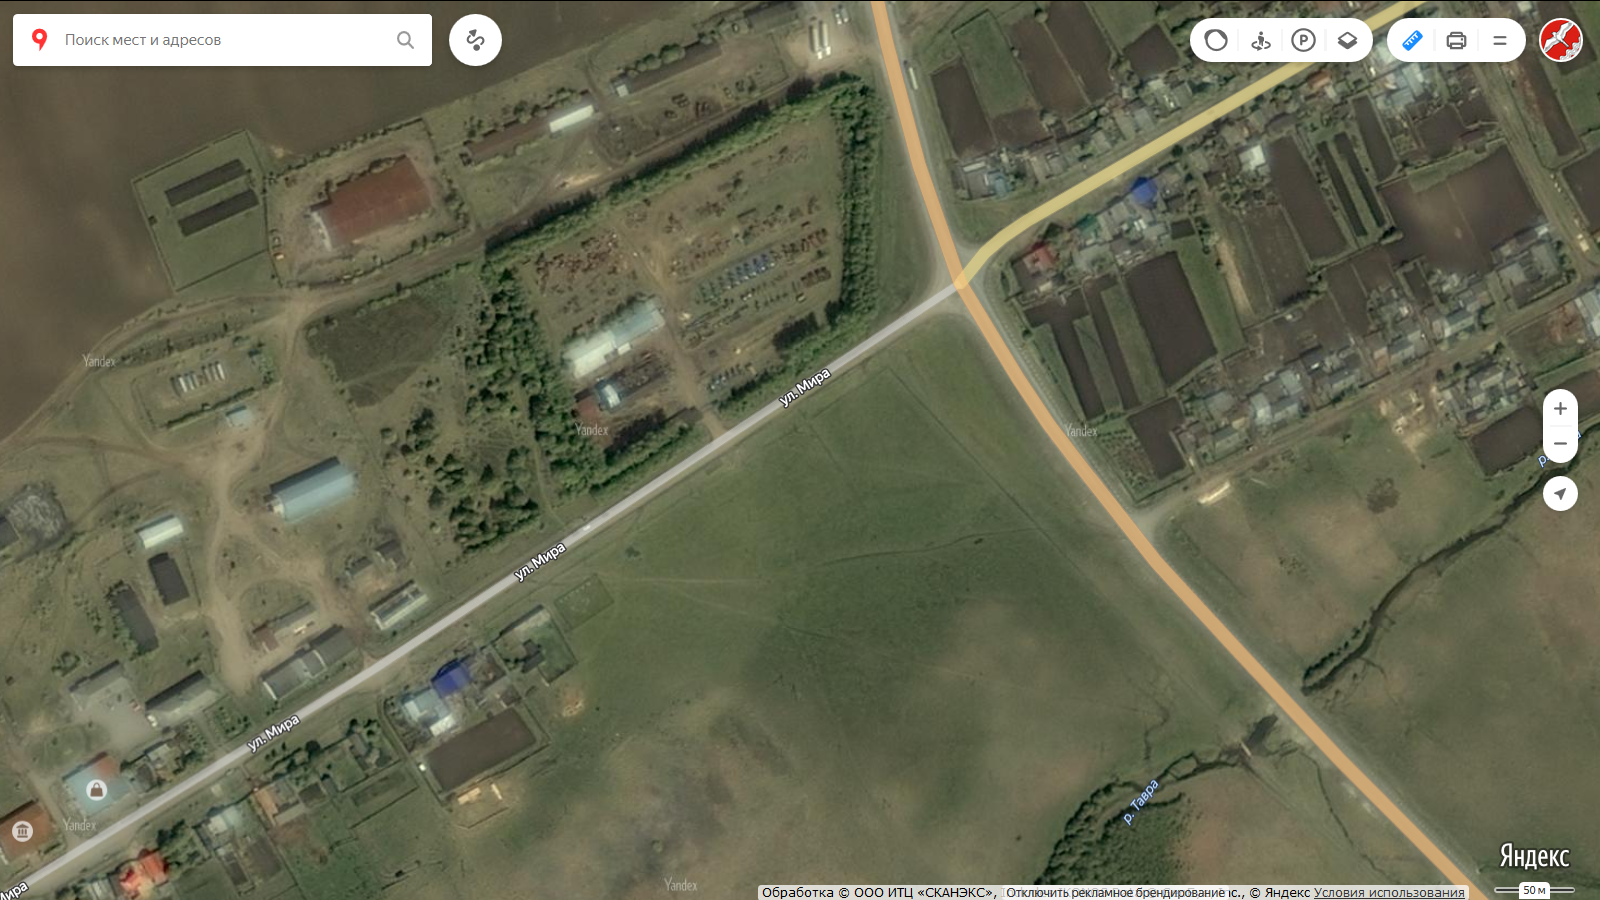 Поиск мест и адресов
P
Yandex
ул. Мира
Yandex
Yandex
р.
ул. Мира
ул. Мира
р. Тавра
Yandex
Мира
Yandex
Яндекс
Обработка © ООО ИТЦ «СКАНЭКС», Отключить рекламное брендирование с., © Яндекс Условия использования
50 м